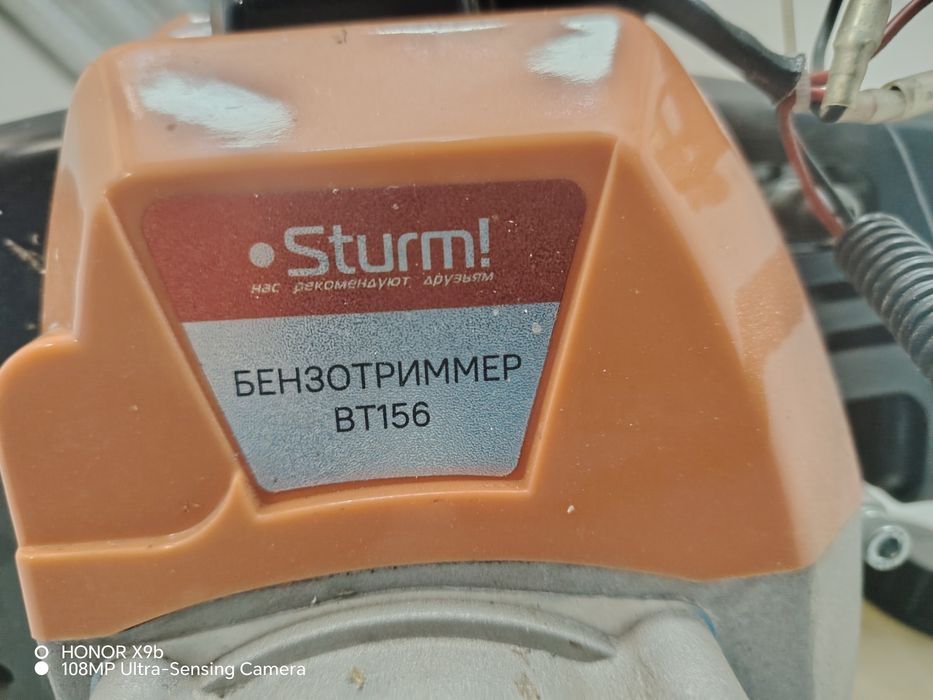 Sturm!
нас рекомендуют друзьям
БЕНЗОТРИММЕР
BT156
HONOR X9b
108MP Ultra-Sensing Camera